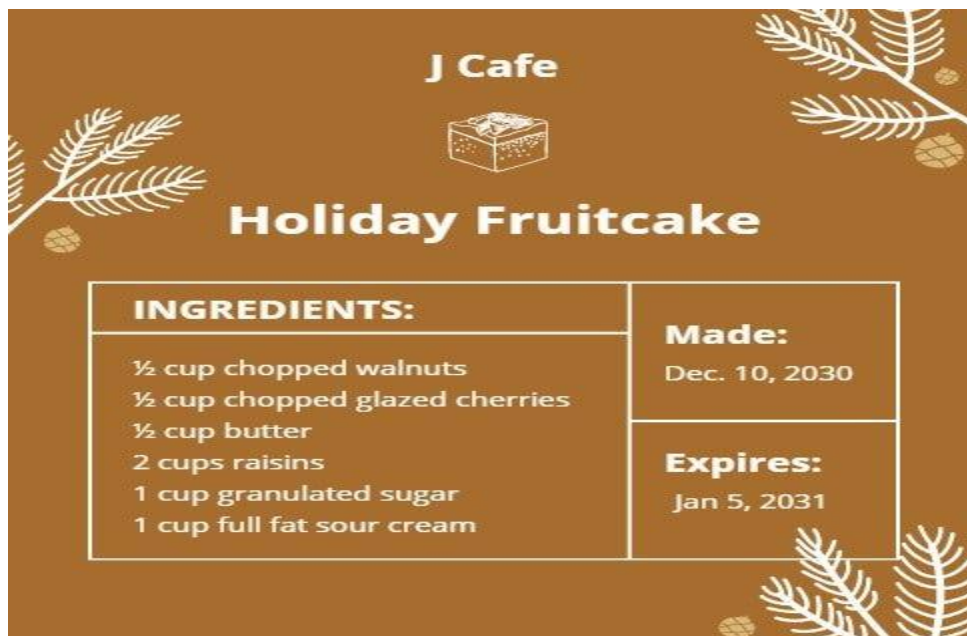 J Cafe
Holiday Fruitcake
INGREDIENTS:
½ cup chopped walnuts
½ cup chopped glazed cherries
½ cup butter
2 cups raisins
1 cup granulated sugar
1 cup full fat sour cream
Made:
Dec. 10, 2030
Expires:
Jan 5, 2031